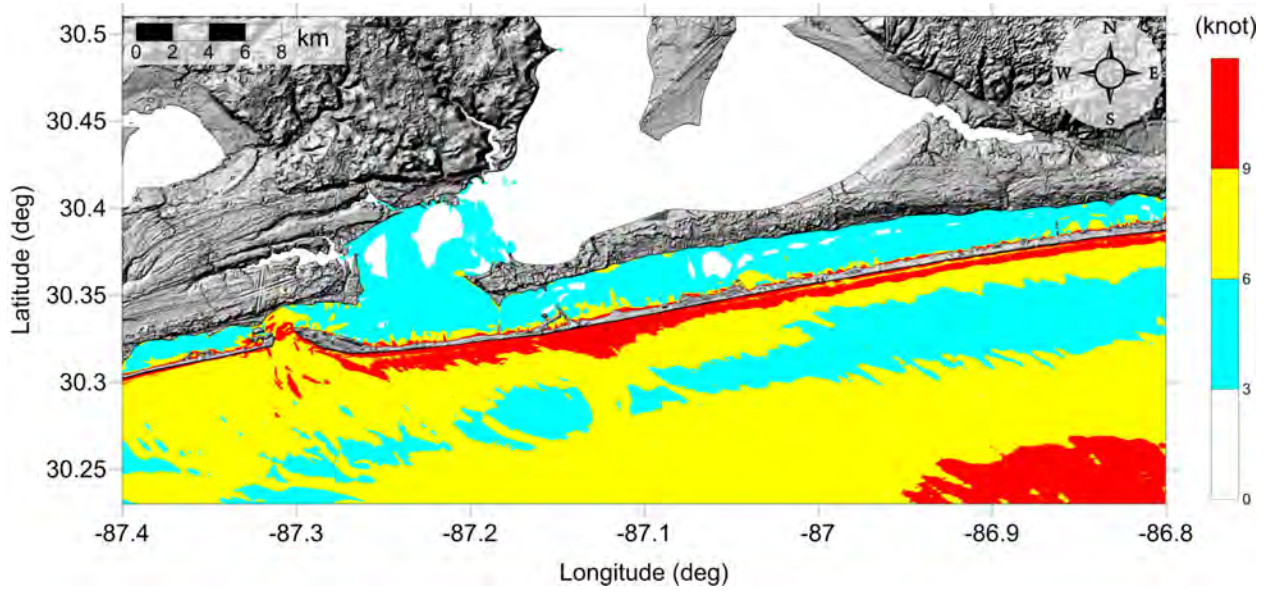 30.5
30.45
30.4
30.35
30.3
30.25
Latitude (deg)
0 2 4 6 8 km
N
W E
S
(knot)
9
6
3
0
-87.4 -87.3 -87.2 -87.1 -87 -86.9 -86.8
Longitude (deg)